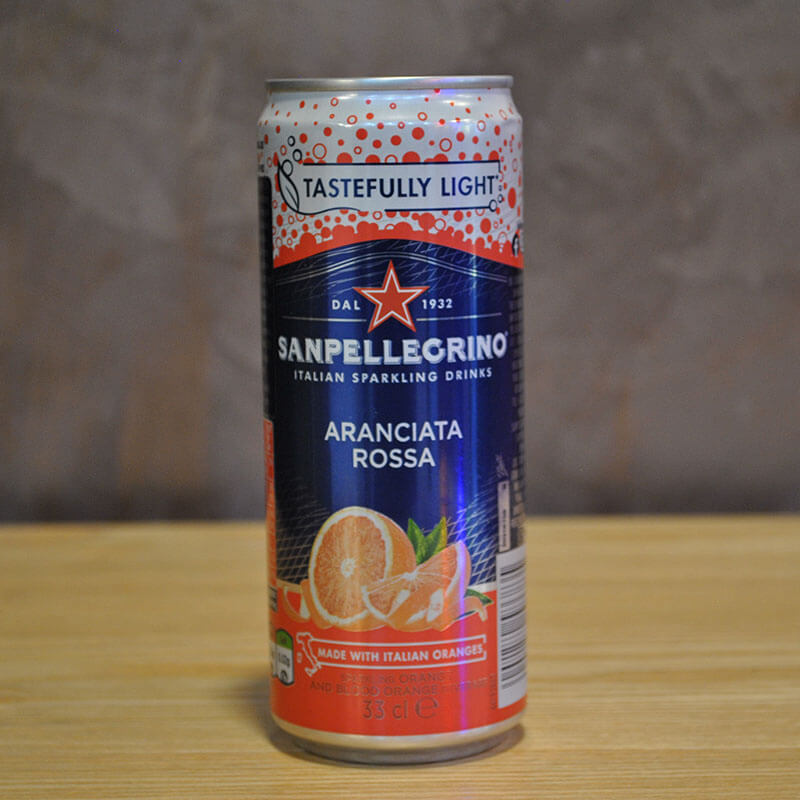 TASTEFULLY LIGHT*
DAL 1932
SANPELLEGRINO®
ITALIAN SPARKLING DRINKS
ARANCIATA
ROSSA
MADE WITH ITALIAN ORANGES
ORANGE
AND BLOOD ORANGE
33 cl ℮